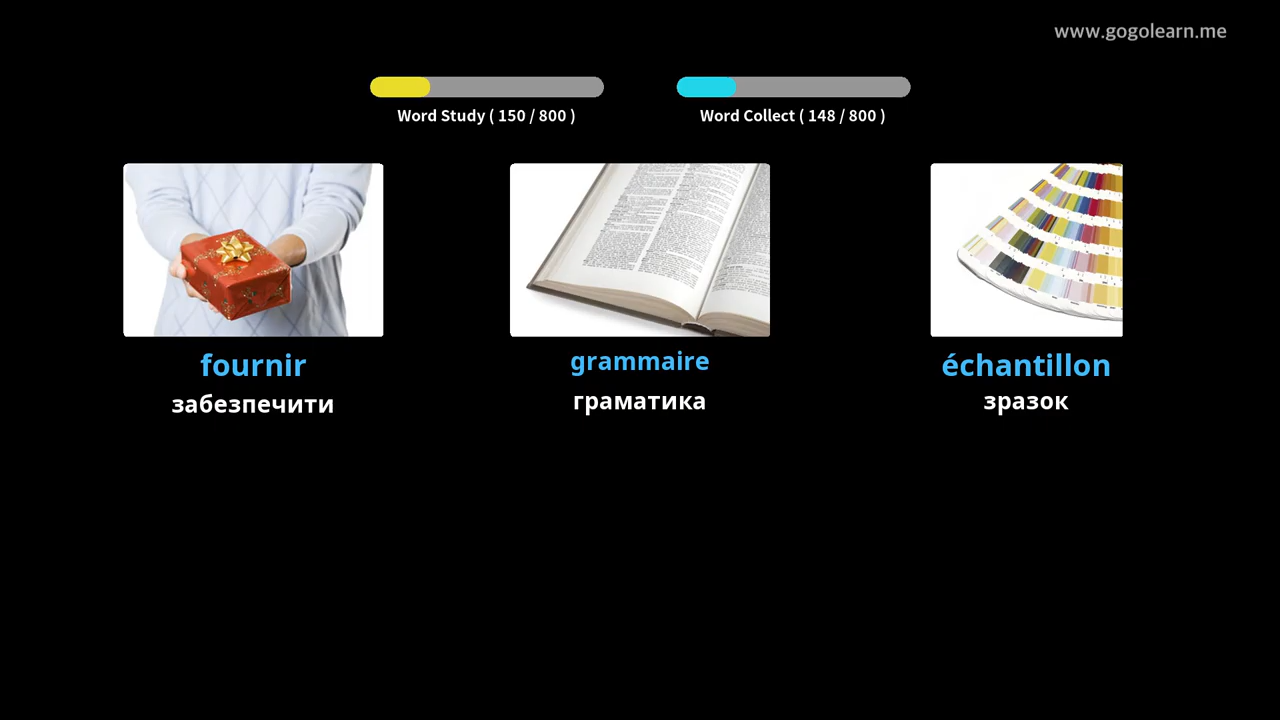 www.gogolearn.me
Word Study ( 150 / 800 )
Word Collect ( 148 / 800 )
fournir
grammaire
échantillon
забезпечити
граматика
зразок